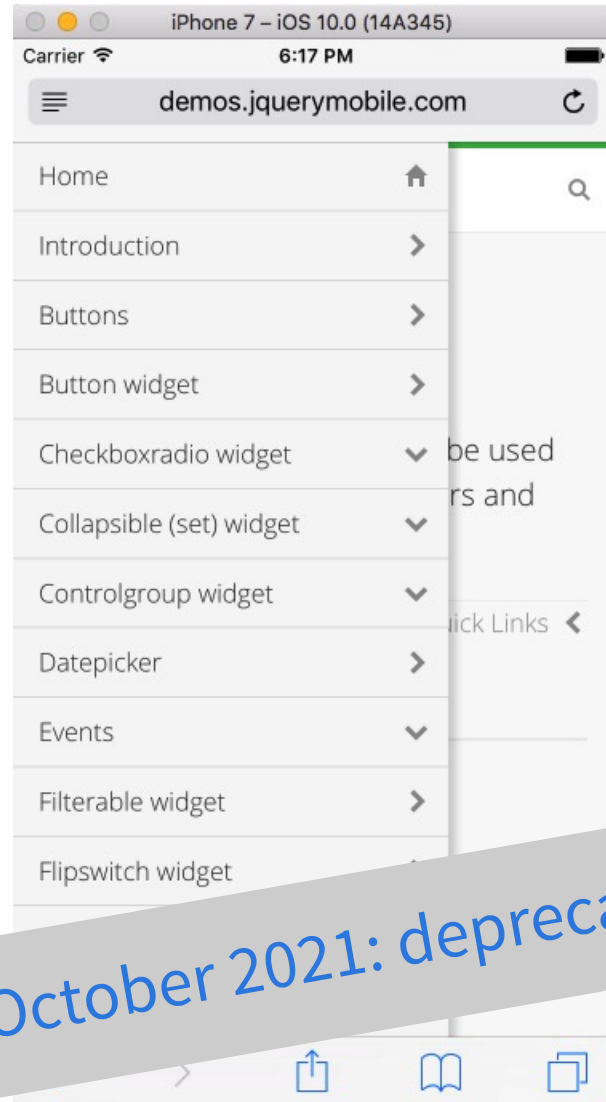 iPhone 7 – iOS 10.0 (14A345)
Carrier 6:17 PM
demos.jquerymobile.com
Home
Introduction
Buttons
Button widget
Checkboxradio widget
be used
Collapsible (set) widget
rs and
Controlgroup widget
ick Links
Datepicker
Events
Filterable widget
Flipswitch widget
October 2021: depreca